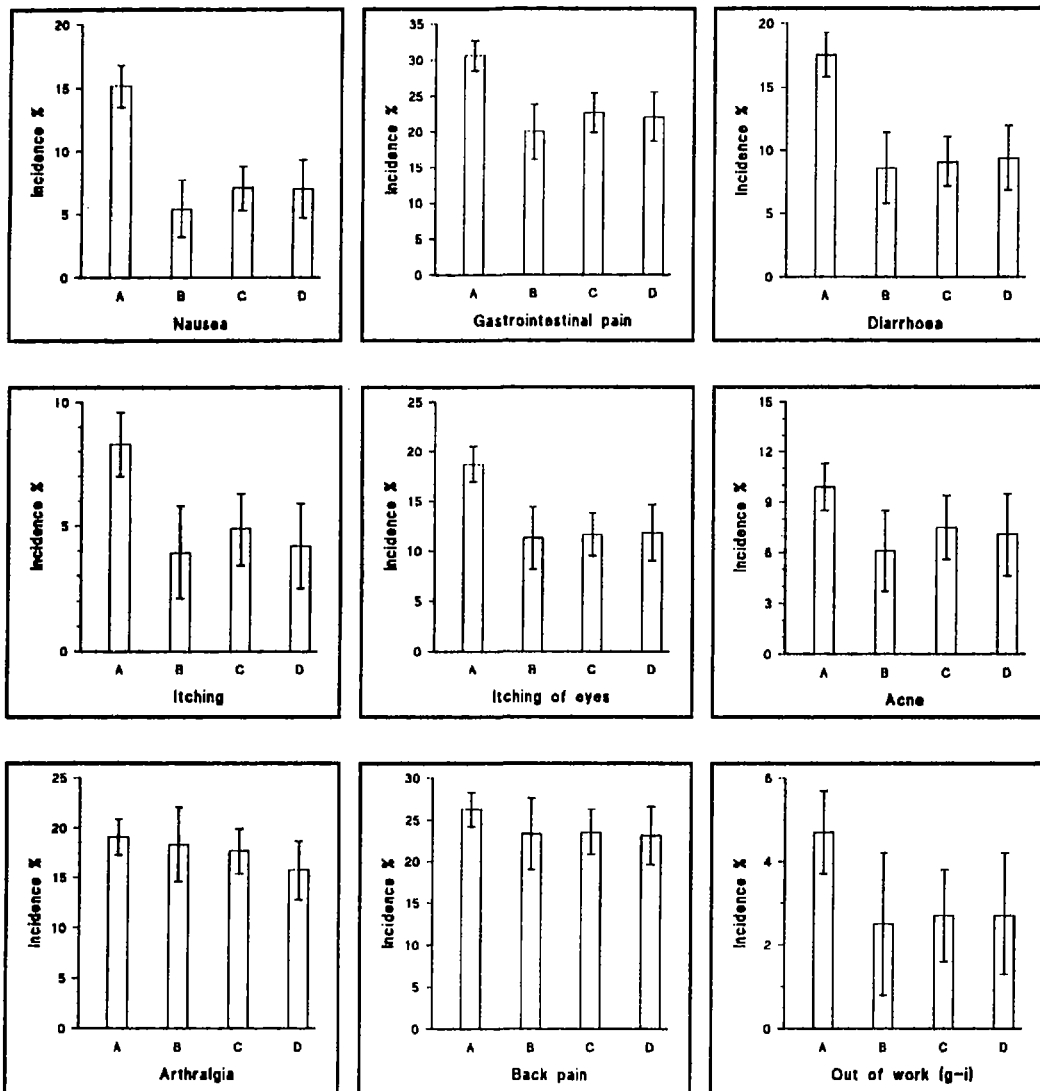 20
15
10
5
0
Incidence %
A B C D
Nausea
35
30
25
20
15
10
5
0
Incidence %
A B C D
Gastrointestinal pain
20
15
10
5
0
Incidence %
A B C D
Diarrhoea
10
5
0
Incidence %
A B C D
Itching
25
20
15
10
5
0
Incidence %
A B C D
Itching of eyes
15
12
9
6
3
0
Incidence %
A B C D
Acne
25
20
15
10
5
0
Incidence %
A B C D
Arthralgia
30
25
20
15
10
5
0
Incidence %
A B C D
Back pain
6
4
2
0
Incidence %
A B C D
Out of work (g-i)